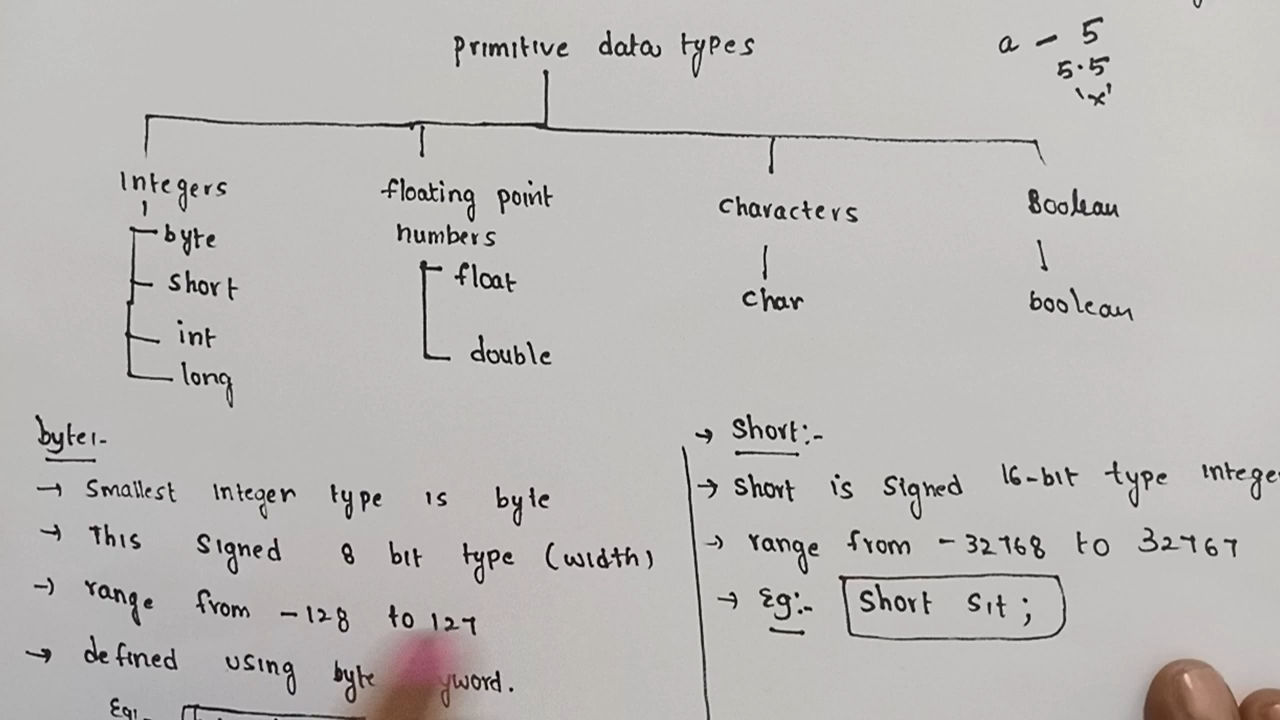 Primitive data types
a - 5
5.5
'x'
Integers
byte
short
int
long
floating point
numbers
float
double
Characters
char
Boolean
boolean
byte:-
→ Smallest Integer type is byte
→ This Signed 8 bit type (width)
→ range from -128 to 127
→ defined using byte
Eg:-
→ Short:-
→ Short is Signed 16-bit type
→ range from -32768 to 32767
→ Eg:- Short s,t;